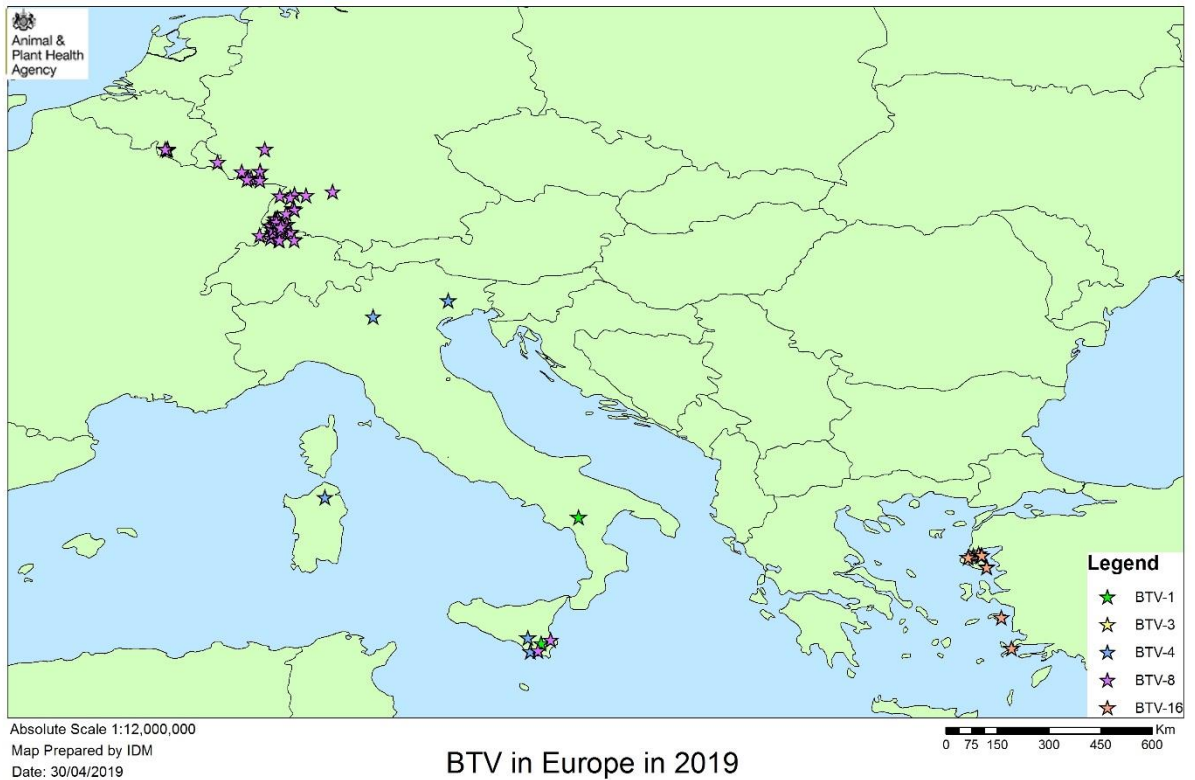 Animal &
Plant Health
Agency
Legend
BTV-1
BTV-3
BTV-4
BTV-8
BTV-16
Absolute Scale 1:12,000,000
Map Prepared by IDM
Date: 30/04/2019
BTV in Europe in 2019
Km
0 75 150 300 450 600